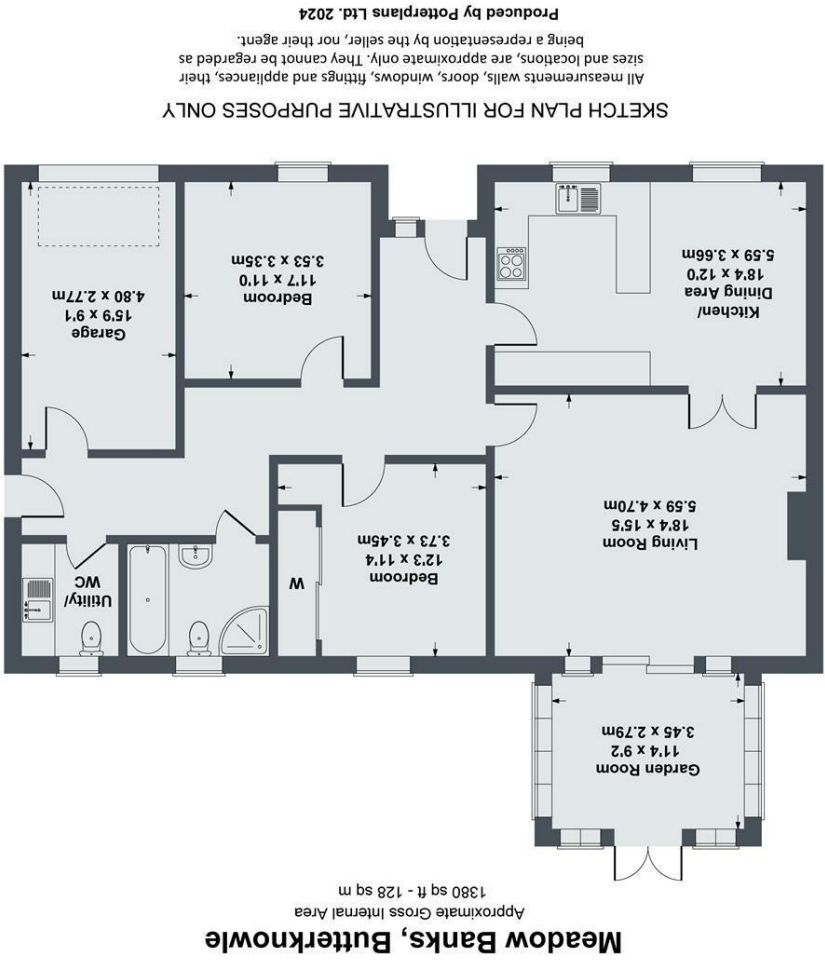 Meadow Banks, Butterknowle
Approximate Gross Internal Area
1380 sq ft - 128 sq m
Garden Room
11'4 x 9'2
3.45 x 2.79m
Living Room
18'4 x 15'5
5.59 x 4.70m
W
Bedroom
12'3 x 11'4
3.73 x 3.45m
Utility/
WC
Kitchen/
Dining Area
18'4 x 12'0
5.59 x 3.66m
Bedroom
11'7 x 11'0
3.53 x 3.35m
Garage
15'9 x 9'1
4.80 x 2.77m
SKETCH PLAN FOR ILLUSTRATIVE PURPOSES ONLY
All measurements walls, doors, windows, fittings and appliances, their
sizes and locations, are approximate only. They cannot be regarded as
being a representation by the seller, nor their agent.
Produced by Potterplans Ltd. 2024